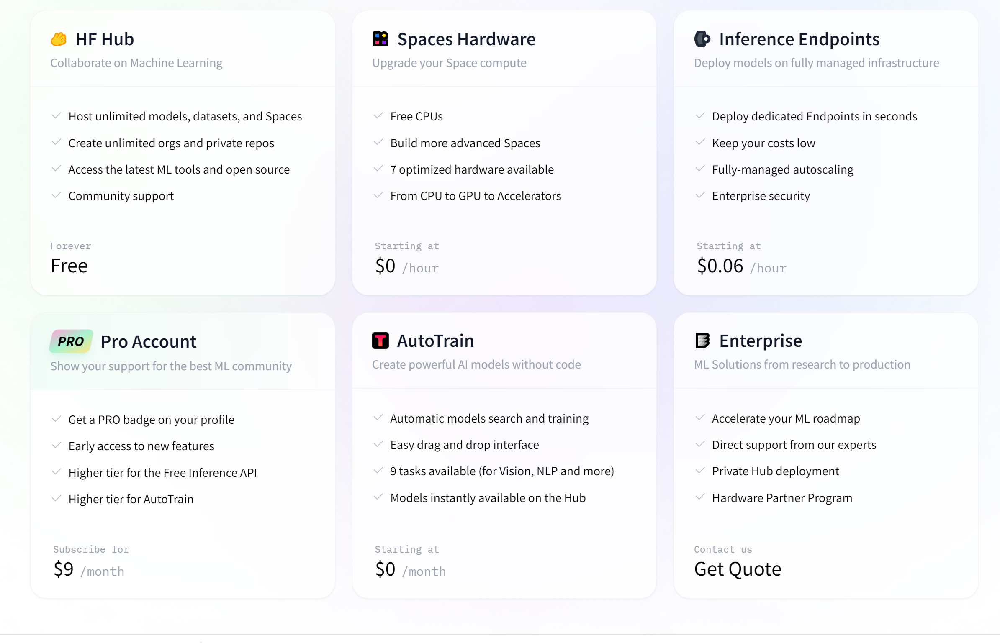 HF Hub
Collaborate on Machine Learning
Host unlimited models, datasets, and Spaces
Create unlimited orgs and private repos
Access the latest ML tools and open source
Community support
Forever
Free
Spaces Hardware
Upgrade your Space compute
Free CPUs
Build more advanced Spaces
7 optimized hardware available
From CPU to GPU to Accelerators
Starting at
$0 /hour
Inference Endpoints
Deploy models on fully managed infrastructure
Deploy dedicated Endpoints in seconds
Keep your costs low
Fully-managed autoscaling
Enterprise security
Starting at
$0.06 /hour
PRO Pro Account
Show your support for the best ML community
Get a PRO badge on your profile
Early access to new features
Higher tier for the Free Inference API
Higher tier for AutoTrain
Subscribe for
$9 /month
AutoTrain
Create powerful AI models without code
Automatic models search and training
Easy drag and drop interface
9 tasks available (for Vision, NLP and more)
Models instantly available on the Hub
Starting at
$0 /month
Enterprise
ML Solutions from research to production
Accelerate your ML roadmap
Direct support from our experts
Private Hub deployment
Hardware Partner Program
Contact us
Get Quote